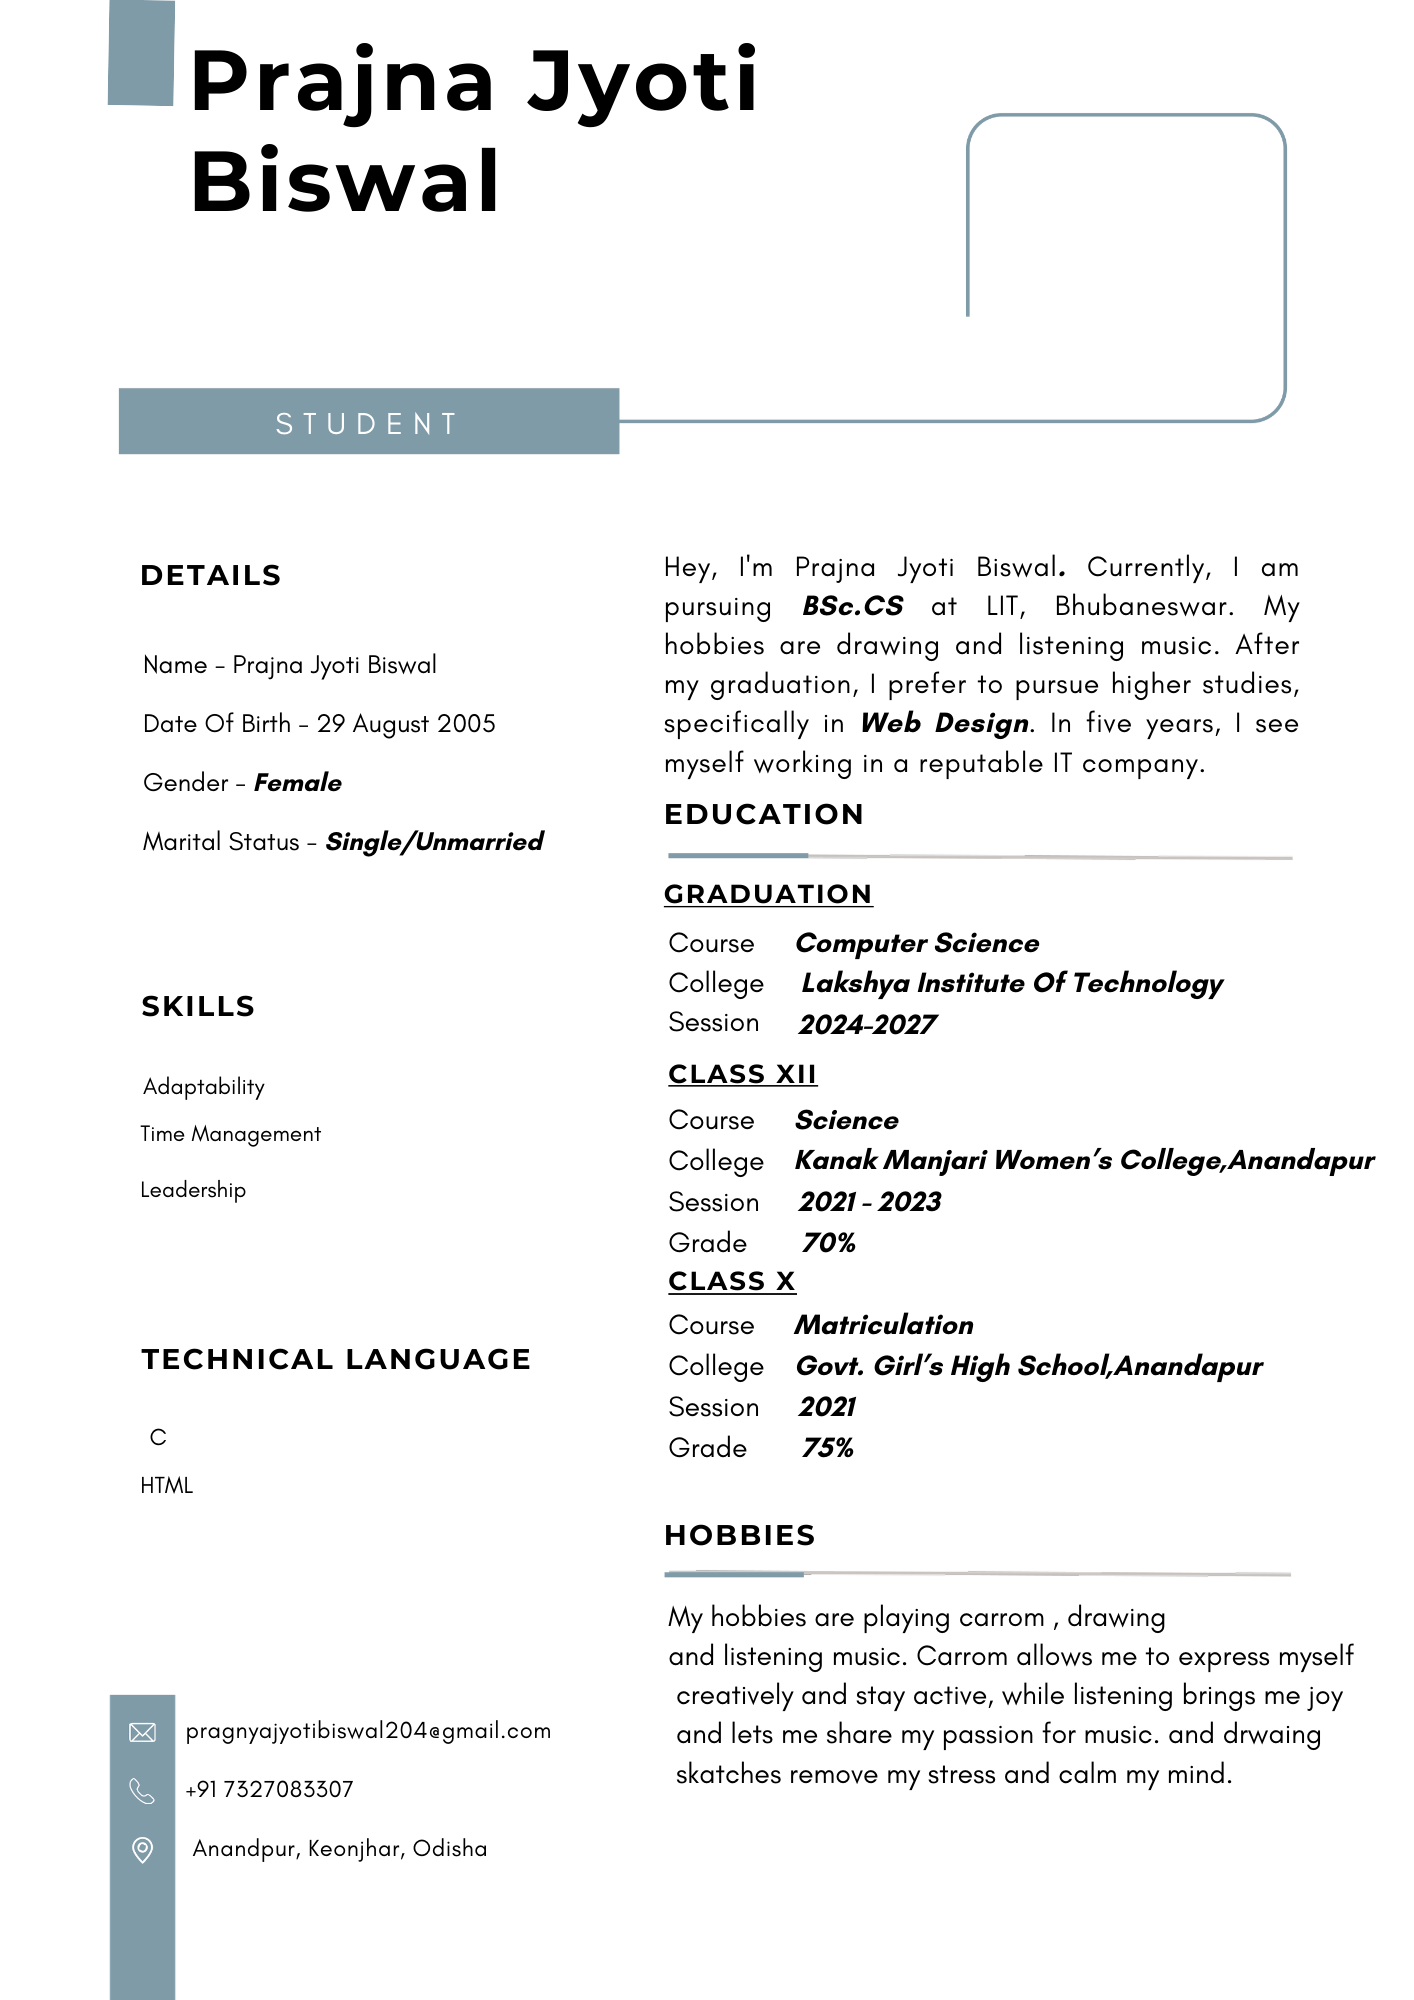 Prajna Jyoti
Biswal
STUDENT
DETAILS
Name - Prajna Jyoti Biswal
Date Of Birth - 29 August 2005
Gender - Female
Marital Status - Single/Unmarried
SKILLS
Adaptability
Time Management
Leadership
TECHNICAL LANGUAGE
C
HTML
pragnyajyotibiswal204@gmail.com
+91 7327083307
Anandpur, Keonjhar, Odisha
Hey, I'm Prajna Jyoti Biswal. Currently, I am
pursuing BSc.CS at LIT, Bhubaneswar. My
hobbies are drawing and listening music. After
my graduation, I prefer to pursue higher studies,
specifically in Web Design. In five years, I see
myself working in a reputable IT company.
EDUCATION
GRADUATION
Course Computer Science
College Lakshya Institute Of Technology
Session 2024-2027
CLASS XII
Course Science
College Kanak Manjari Women's College,Anandapur
Session 2021 - 2023
Grade 70%
CLASS X
Course Matriculation
College Govt. Girl's High School,Anandapur
Session 2021
Grade 75%
HOBBIES
My hobbies are playing carrom , drawing
and listening music. Carrom allows me to express myself
creatively and stay active, while listening brings me joy
and lets me share my passion for music. and drwaing
skatches remove my stress and calm my mind.